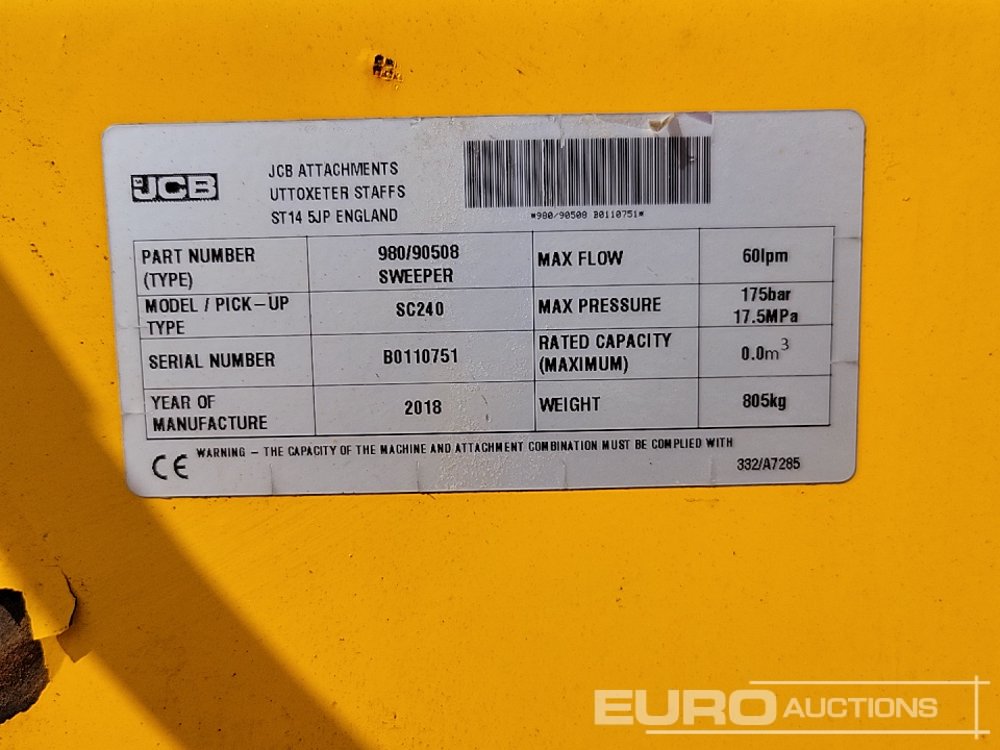 JCB
JCB ATTACHMENTS
UTTOXETER STAFFS
ST14 5JP ENGLAND
*980/90508 B0110751*
PART NUMBER (TYPE) 980/90508 SWEEPER MAX FLOW 60lpm
MODEL / PICK-UP TYPE SC240 MAX PRESSURE 175bar 17.5MPa
SERIAL NUMBER B0110751 RATED CAPACITY (MAXIMUM) 0.0m³
YEAR OF MANUFACTURE 2018 WEIGHT 805kg
CE WARNING – THE CAPACITY OF THE MACHINE AND ATTACHMENT COMBINATION MUST BE COMPLIED WITH
332/A7285
EURO AUCTIONS